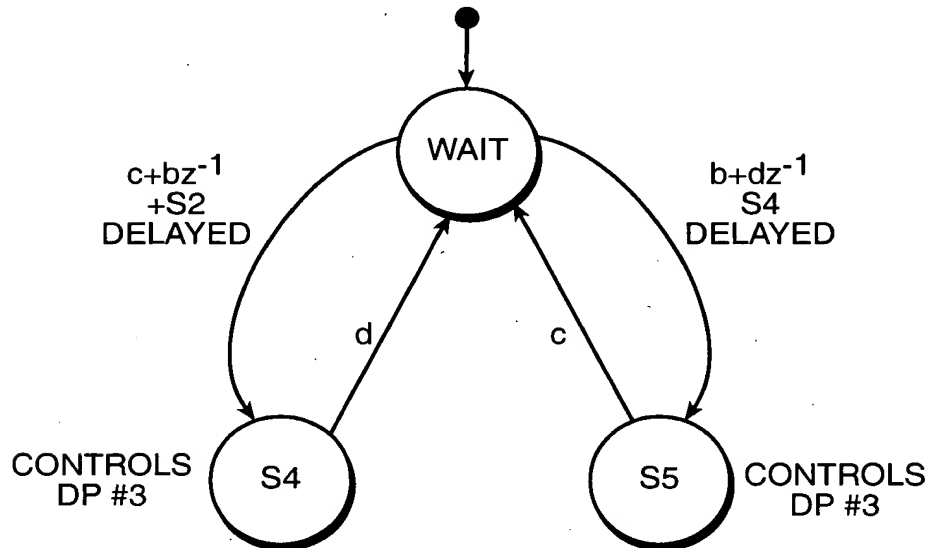 WAIT
c+bz⁻¹
+S2
DELAYED
b+dz⁻¹
S4
DELAYED
d
c
CONTROLS
DP #3
S4
S5
CONTROLS
DP #3